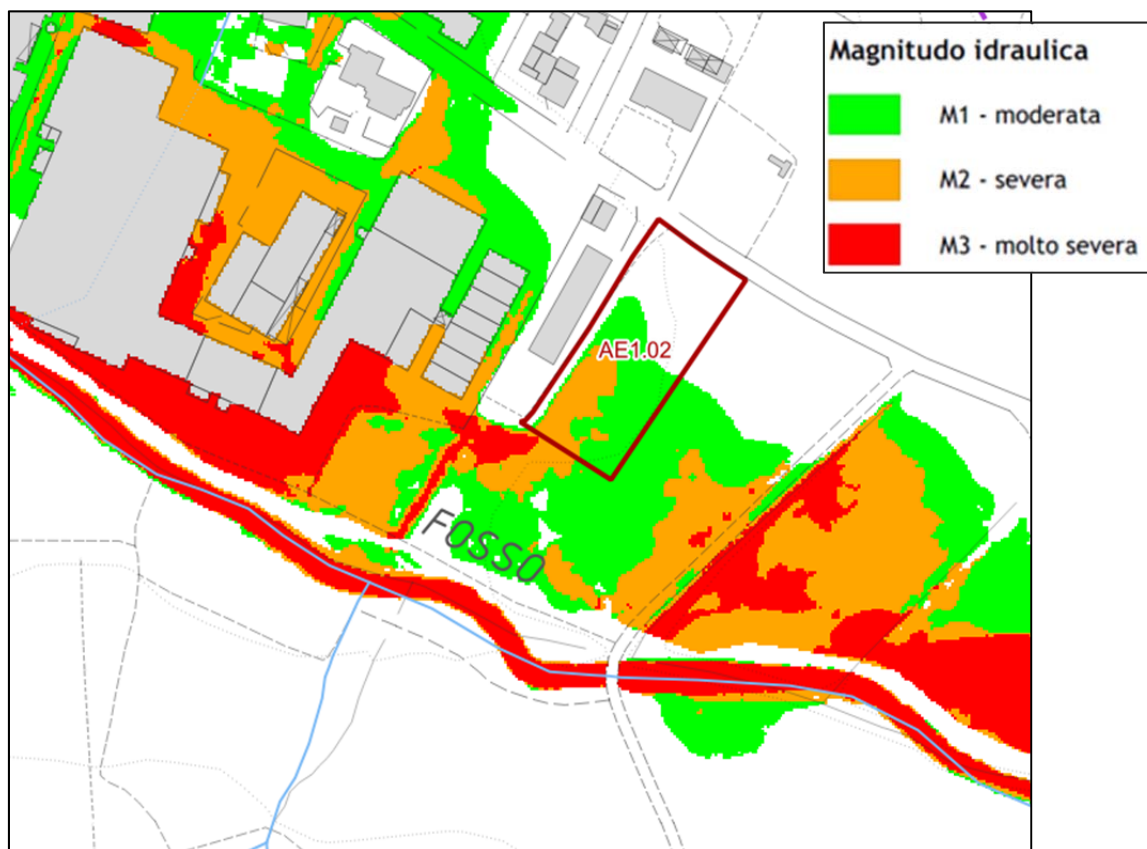 Magnitudo idraulica
M1 - moderata
M2 - severa
M3 - molto severa
AE1.02
FOSSO